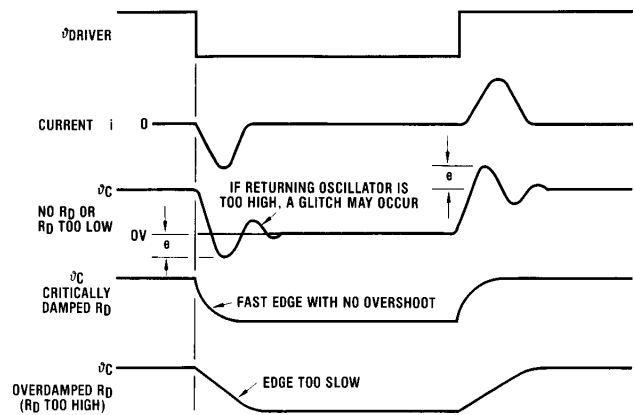 ϑDRIVER
CURRENT i 0
ϑC
NO RD OR
RD TOO LOW
IF RETURNING OSCILLATOR IS
TOO HIGH, A GLITCH MAY OCCUR
e
0V
e
ϑC
CRITICALLY
DAMPED RD
FAST EDGE WITH NO OVERSHOOT
ϑC
OVERDAMPED RD
(RD TOO HIGH)
EDGE TOO SLOW